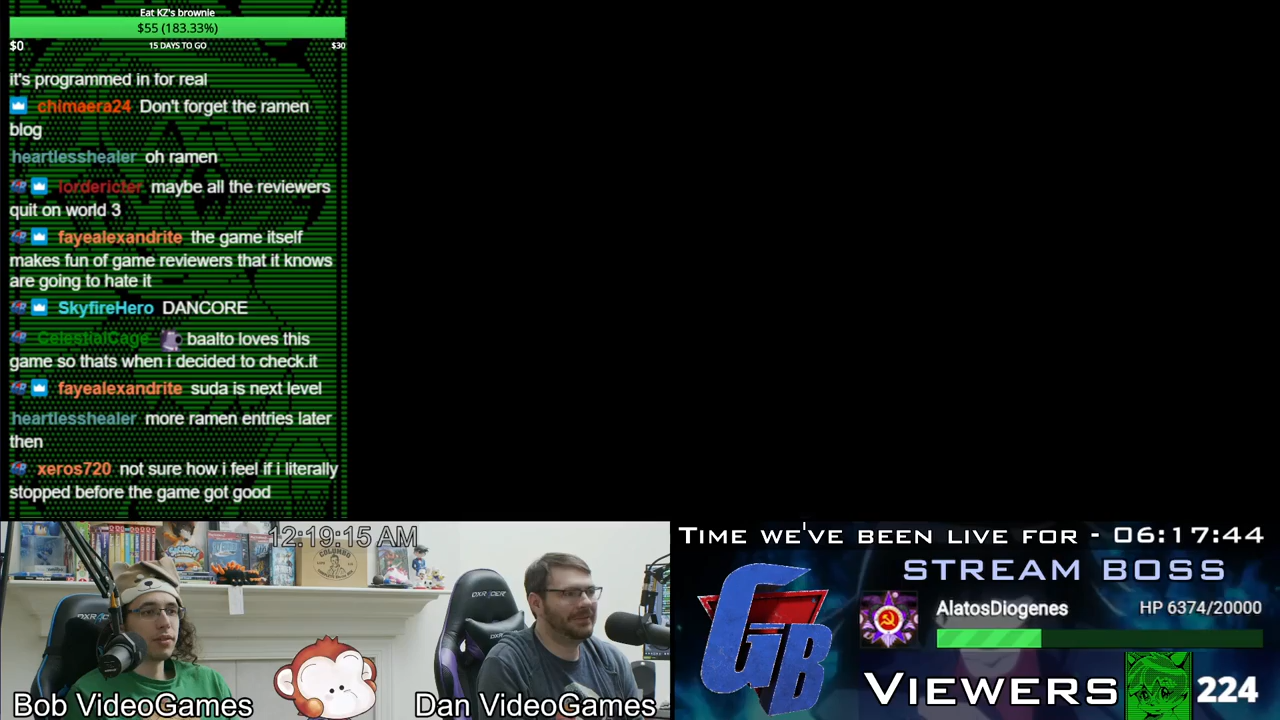 Eat KZ's brownie
$55 (183.33%)
$0 15 DAYS TO GO $30
it's programmed in for real
chimaera24 Don't forget the ramen
blog
heartlesshealer oh ramen
lordericter maybe all the reviewers
quit on world 3
fayealexandrite the game itself
makes fun of game reviewers that it knows
are going to hate it
SkyfireHero DANCORE
CelestialCage baalto loves this
game so thats when i decided to check.it
fayealexandrite suda is next level
heartlesshealer more ramen entries later
then
xeros720 not sure how i feel if i literally
stopped before the game got good
12:19:15 AM
COLUMBO
DXRACER
Bob VideoGames
Dan VideoGames
TIME WE'VE BEEN LIVE FOR - 06:17:44
STREAM BOSS
AlatosDiogenes HP 6374/20000
GB
VIEWERS 224